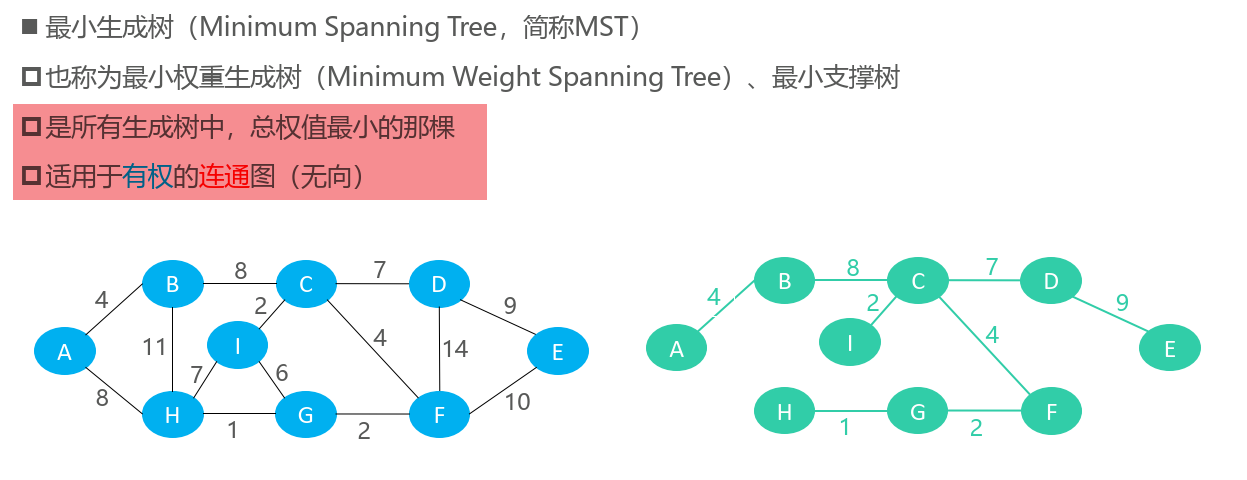 最小生成树（Minimum Spanning Tree，简称MST）
也称为最小权重生成树（Minimum Weight Spanning Tree）、最小支撑树
是所有生成树中，总权值最小的那棵
适用于有权的连通图（无向）
B 8 C 7 D
4 2 9
A 11 I 4 14 E
7 6
8 H 1 G 2 F 10
B 8 C 7 D
4 2 9
A I 4 E
H 1 G 2 F